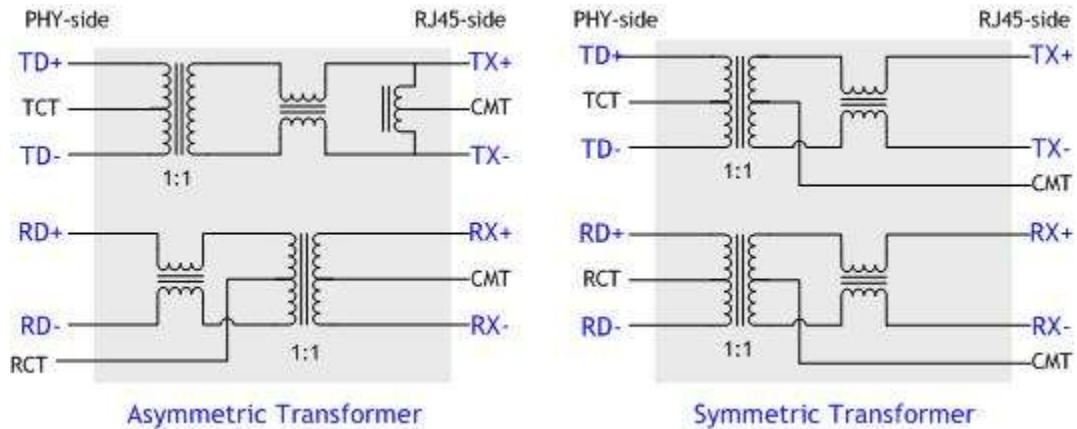 PHY-side
RJ45-side
TD+
TX+
TCT
CMT
TD-
TX-
1:1
RD+
RX+
CMT
RD-
RX-
RCT
1:1
Asymmetric Transformer
PHY-side
RJ45-side
TD+
TX+
TCT
TD-
TX-
1:1
CMT
RD+
RX+
RCT
RD-
RX-
1:1
CMT
Symmetric Transformer